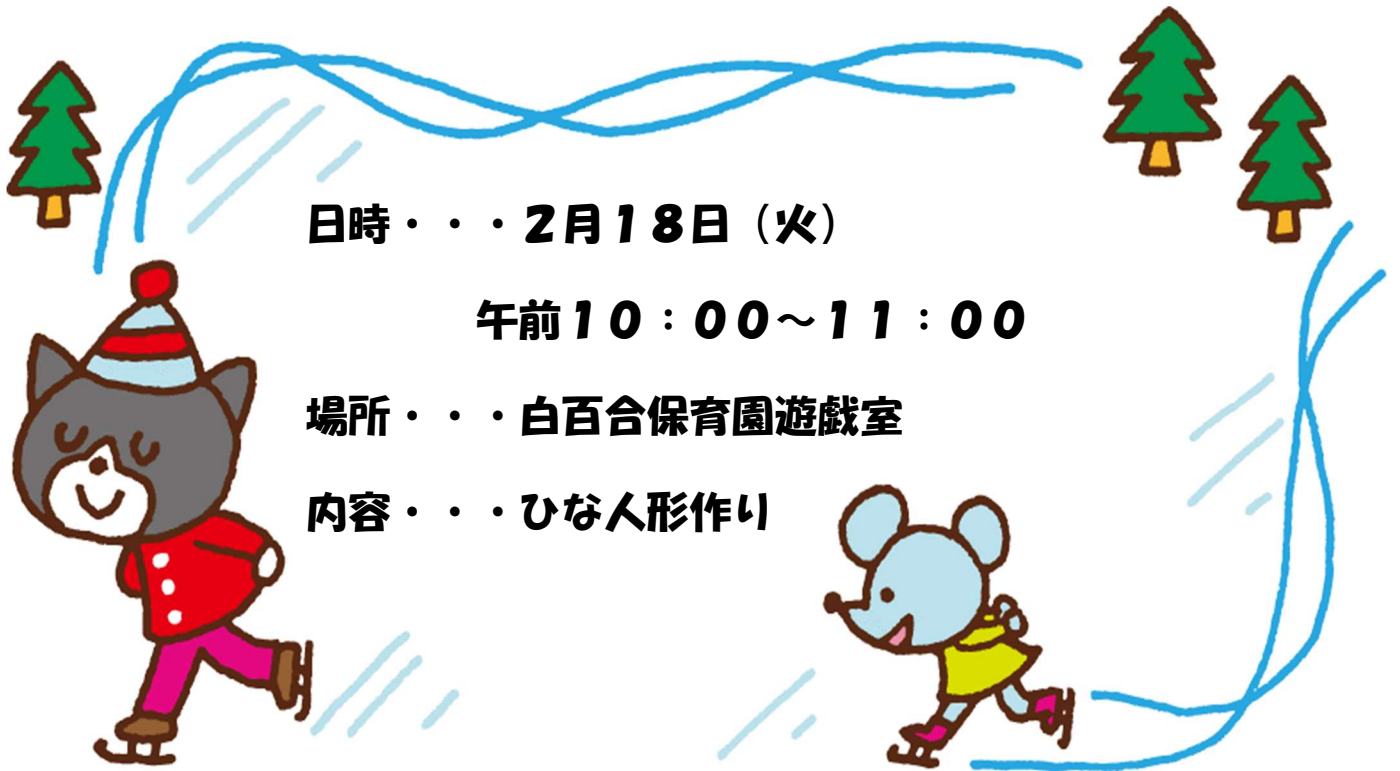 日時・・・２月１８日（火）
午前１０：００～１１：００
場所・・・白百合保育園遊戯室
内容・・・ひな人形作り